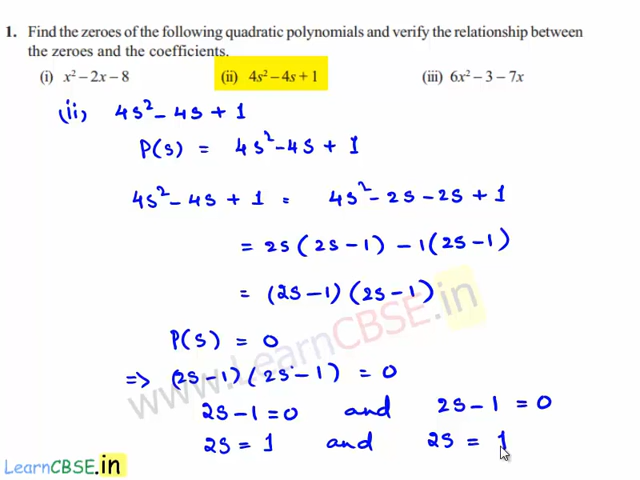 1. Find the zeroes of the following quadratic polynomials and verify the relationship between
the zeroes and the coefficients.
(i) x² – 2x – 8 (ii) 4s² – 4s + 1 (iii) 6x² – 3 – 7x
(ii) 4s² - 4s + 1
P(s) = 4s² - 4s + 1
4s² - 4s + 1 = 4s² - 2s - 2s + 1
= 2s(2s - 1) - 1(2s - 1)
= (2s - 1)(2s - 1)
P(s) = 0
=> (2s - 1)(2s - 1) = 0
2s - 1 = 0 and 2s - 1 = 0
2s = 1 and 2s = 1
www.LearnCBSE.in
LearnCBSE.in